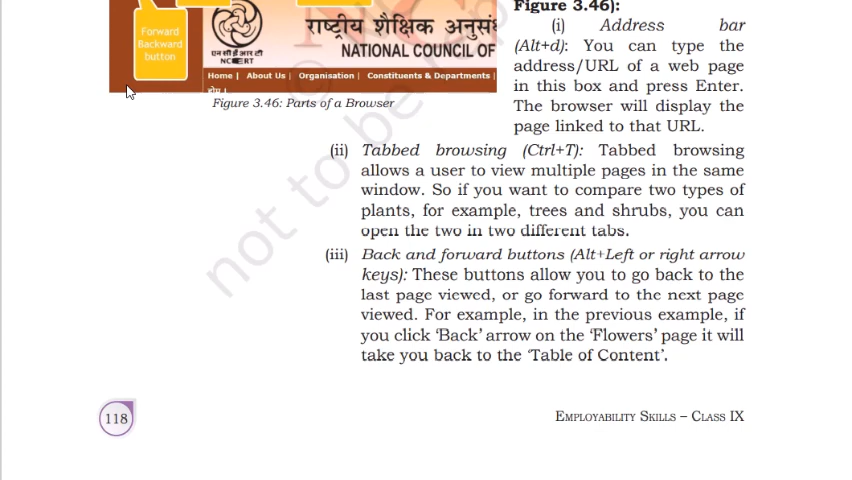 Figure 3.46):
(i) Address bar
(Alt+d): You can type the
address/URL of a web page
in this box and press Enter.
The browser will display the
page linked to that URL.
Forward
Backward
button
राष्ट्रीय शैक्षिक अनुसं
एन सी ई आर टी
NCERT
NATIONAL COUNCIL OF
Home | About Us | Organisation | Constituents & Departments |
Figure 3.46: Parts of a Browser
(ii) Tabbed browsing (Ctrl+T): Tabbed browsing
allows a user to view multiple pages in the same
window. So if you want to compare two types of
plants, for example, trees and shrubs, you can
open the two in two different tabs.
(iii) Back and forward buttons (Alt+Left or right arrow
keys): These buttons allow you to go back to the
last page viewed, or go forward to the next page
viewed. For example, in the previous example, if
you click ‘Back’ arrow on the ‘Flowers’ page it will
take you back to the ‘Table of Content’.
not to be
118
Employability Skills – Class IX